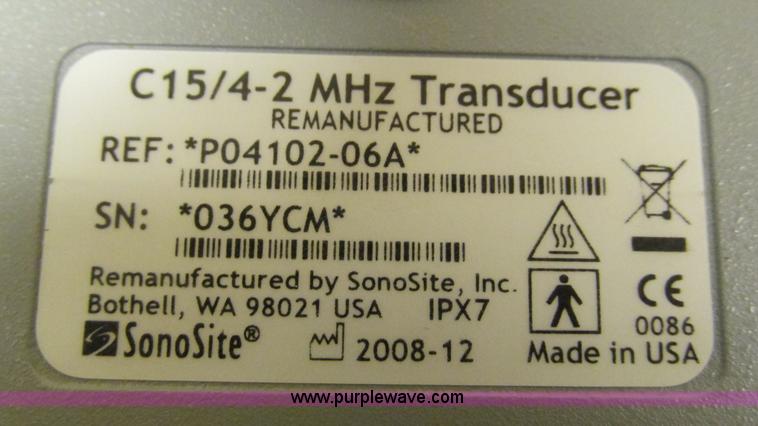 C15/4-2 MHz Transducer
REMANUFACTURED
REF: *P04102-06A*
SN: *036YCM*
Remanufactured by SonoSite, Inc.
Bothell, WA 98021 USA IPX7
SonoSite® 2008-12
CE
0086
Made in USA
www.purplewave.com